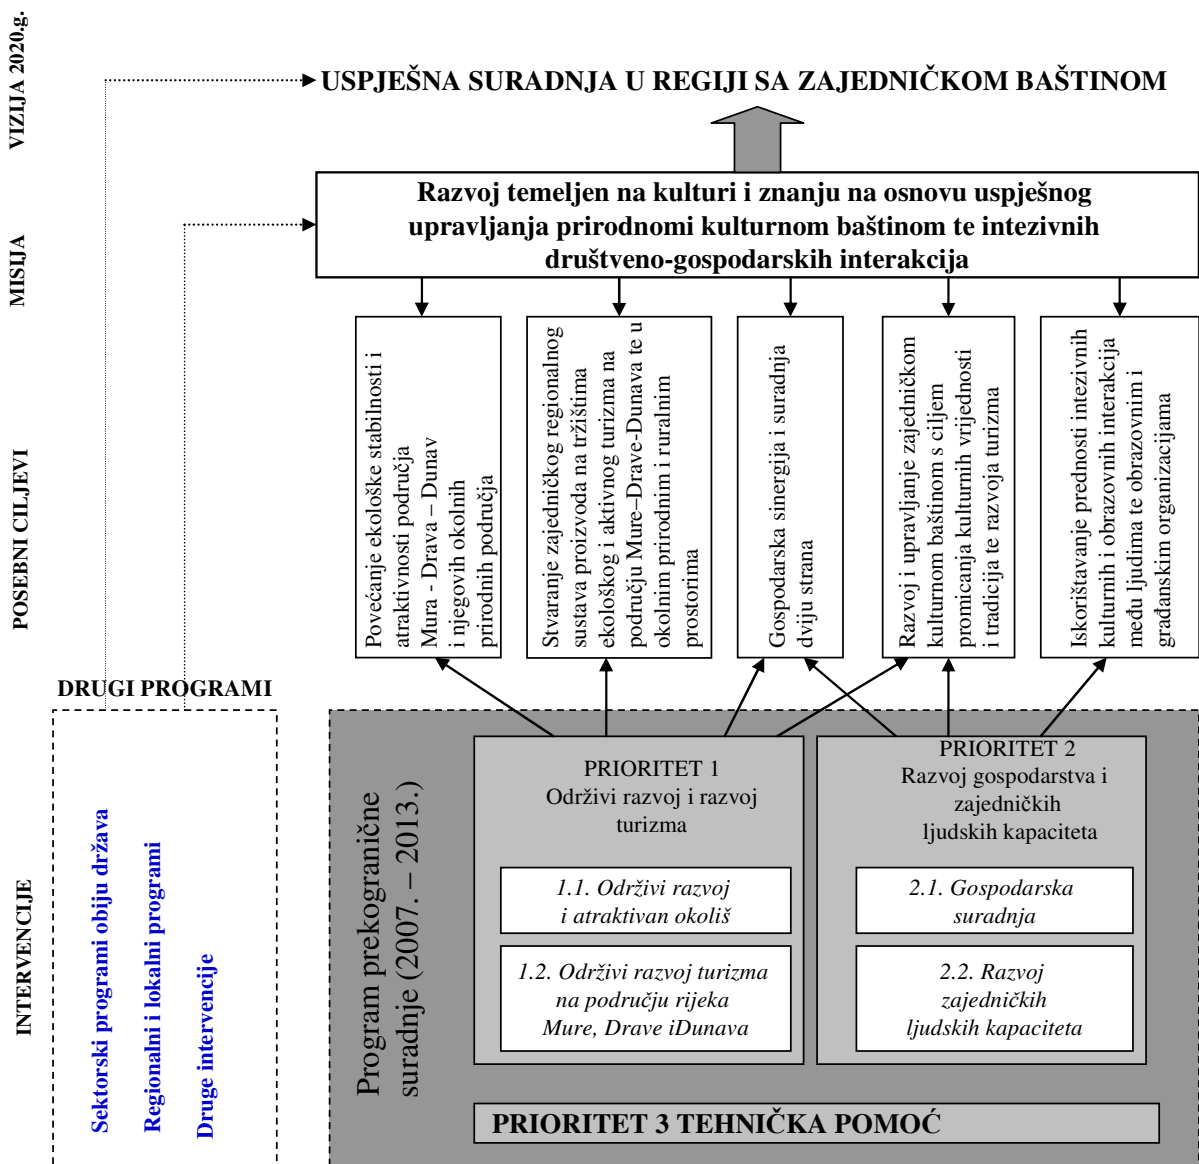 VIZIJA 2020.g.
USPJEŠNA SURADNJA U REGIJI SA ZAJEDNIČKOM BAŠTINOM
MISIJA
Razvoj temeljen na kulturi i znanju na osnovu uspješnog
upravljanja prirodnomi kulturnom baštinom te intezivnih
društveno-gospodarskih interakcija
POSEBNI CILJEVI
Povećanje ekološke stabilnosti i
atraktivnosti područja
Mura - Drava – Dunav
i njegovih okolnih
prirodnih područja
Stvaranje zajedničkog regionalnog
sustava proizvoda na tržištima
ekološkog i aktivnog turizma na
području Mure–Drave-Dunava te u
okolnim prirodnim i ruralnim
prostorima
Gospodarska sinergija i suradnja
dviju strana
Razvoj i upravljanje zajedničkom
kulturnom baštinom s ciljem
promicanja kulturnih vrijednosti
i tradicija te razvoja turizma
Iskorištavanje prednosti intezivnih
kulturnih i obrazovnih interakcija
među ljudima te obrazovnim i
građanskim organizacijama
DRUGI PROGRAMI
INTERVENCIJE
Sektorski programi obiju država
Regionalni i lokalni programi
Druge intervencije
Program prekogranične
suradnje (2007. – 2013.)
PRIORITET 1
Održivi razvoj i razvoj
turizma
1.1. Održivi razvoj
i atraktivan okoliš
1.2. Održivi razvoj turizma
na području rijeka
Mure, Drave iDunava
PRIORITET 2
Razvoj gospodarstva i
zajedničkih
ljudskih kapaciteta
2.1. Gospodarska
suradnja
2.2. Razvoj
zajedničkih
ljudskih kapaciteta
PRIORITET 3 TEHNIČKA POMOĆ